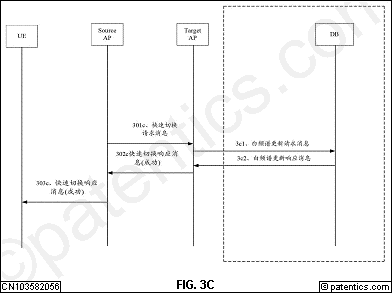 UE
Source
AP
Target
AP
DB
301c、快速切换
请求消息
3c1、白频谱更新请求消息
302c快速切换响应消
息(成功)
3c2、白频谱更新响应消息
303c、快速切换响应
消息(成功)
©patentics.com
CN103582056
FIG. 3C
© patentics.com